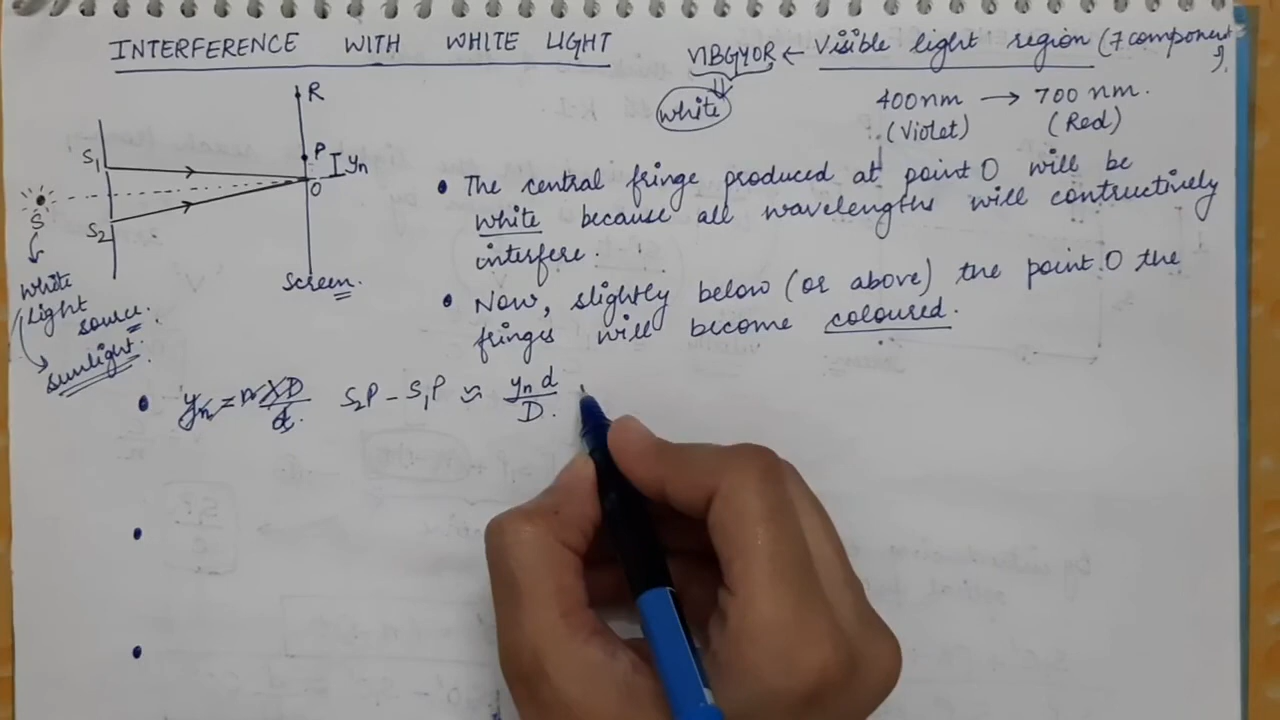 INTERFERENCE WITH WHITE LIGHT
VIBGYOR ← Visible light region (7 components).
white
400nm → 700 nm.
(Violet) (Red)
R
S1
P
yn
O
S
S2
Screen.
White
Light
source.
sunlight.
• The central fringe produced at point O will be
white because all wavelengths will contructively
interfere.
• Now, slightly below (or above) the point O the
fringes will become coloured.
• yn = nλD/d. S2P - S1P ≈ yn d/D.